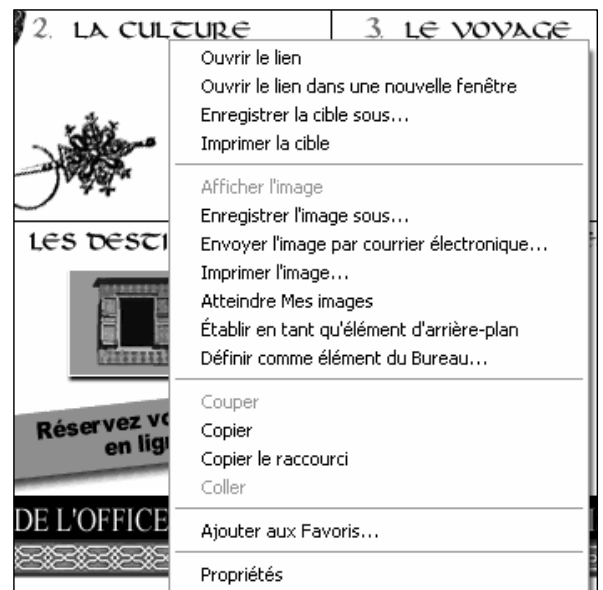 2. LA CULTURE
3. LE VOYAGE
Ouvrir le lien
Ouvrir le lien dans une nouvelle fenêtre
Enregistrer la cible sous...
Imprimer la cible
Afficher l'image
Enregistrer l'image sous...
Envoyer l'image par courrier électronique...
Imprimer l'image...
Atteindre Mes images
Établir en tant qu'élément d'arrière-plan
Définir comme élément du Bureau...
Couper
Copier
Copier le raccourci
Coller
Ajouter aux Favoris...
Propriétés
LES DESTI
Réservez vo
en lig
DE L'OFFICE